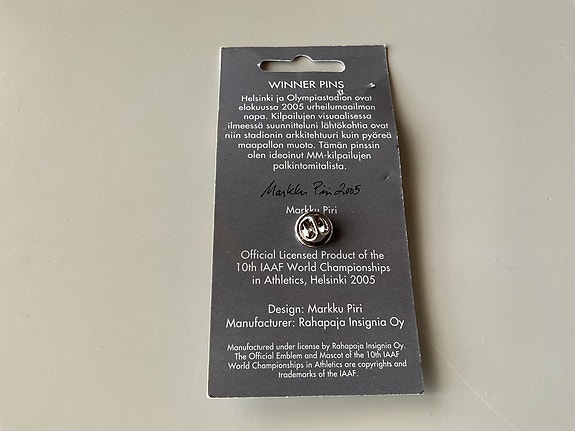 WINNER PINS
Helsinki ja Olympiastadion ovat
elokuussa 2005 urheilumaailman
napa. Kilpailujen visuaalisessa
ilmeessä suunnitteluni lähtökohtia ovat
niin stadionin arkkitehtuuri kuin pyöreä
maapallon muoto. Tämän pinssin
olen ideoinut MM-kilpailujen
palkintomitalista.
Markku Piri 2005
Markku Piri
Official Licensed Product of the
10th IAAF World Championships
in Athletics, Helsinki 2005
Design: Markku Piri
Manufacturer: Rahapaja Insignia Oy
Manufactured under license by Rahapaja Insignia Oy.
The Official Emblem and Mascot of the 10th IAAF
World Championships in Athletics are copyrights and
trademarks of the IAAF.